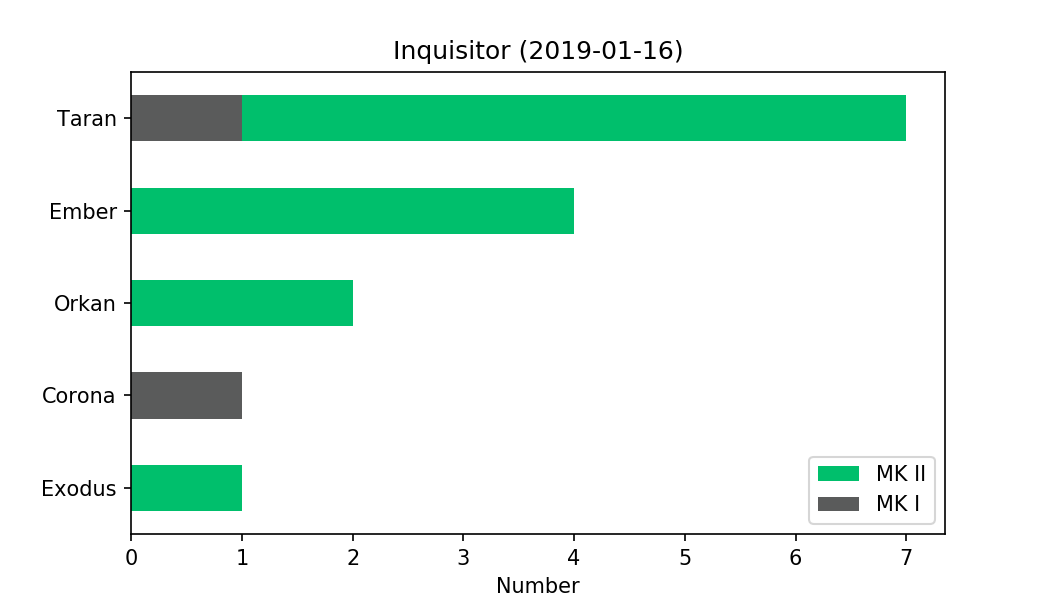 Inquisitor (2019-01-16)
Taran
Ember
Orkan
Corona
Exodus
MK II
MK I
0 1 2 3 4 5 6 7
Number